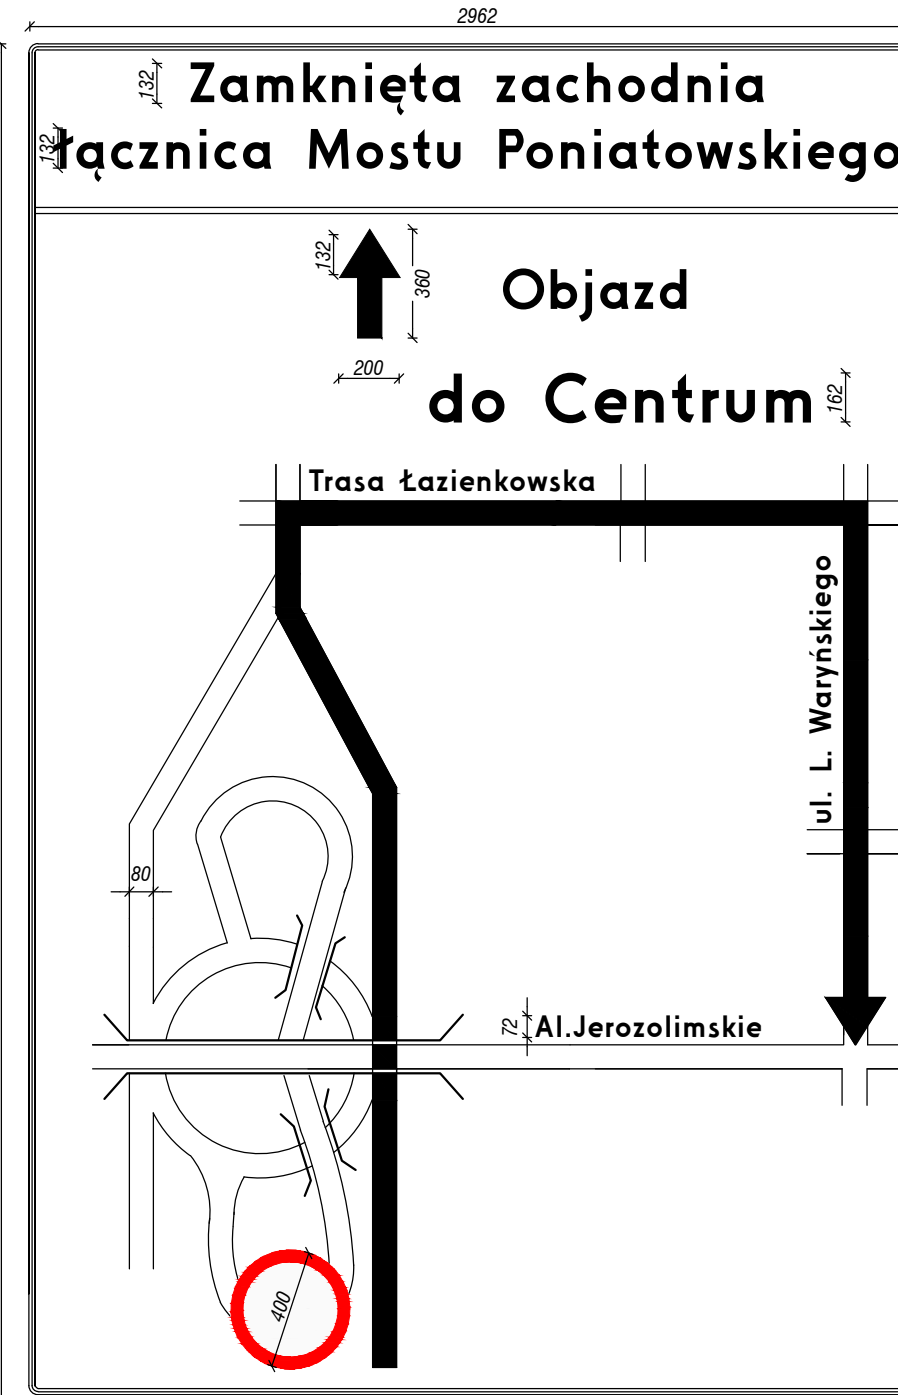 2962
132
Zamknięta zachodnia
132
łącznica Mostu Poniatowskiego
132
360
Objazd
200
do Centrum
162
Trasa Łazienkowska
ul. L. Waryńskiego
80
72
Al.Jerozolimskie
400